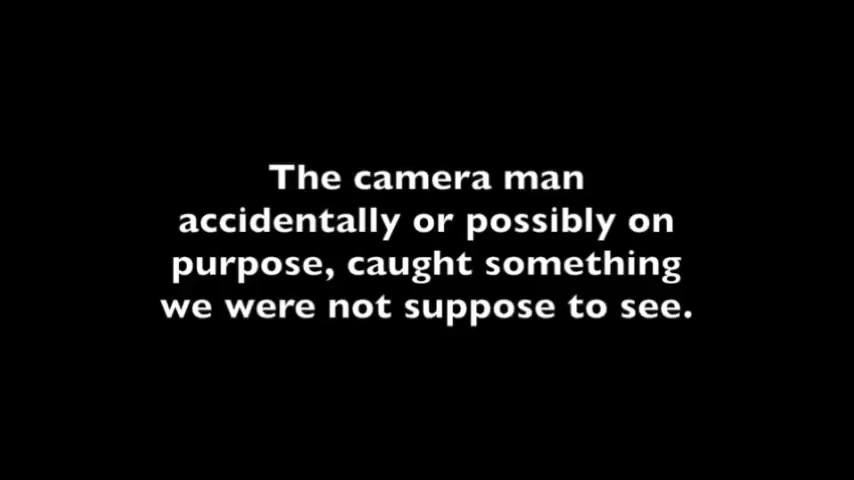 The camera man
accidentally or possibly on
purpose, caught something
we were not suppose to see.